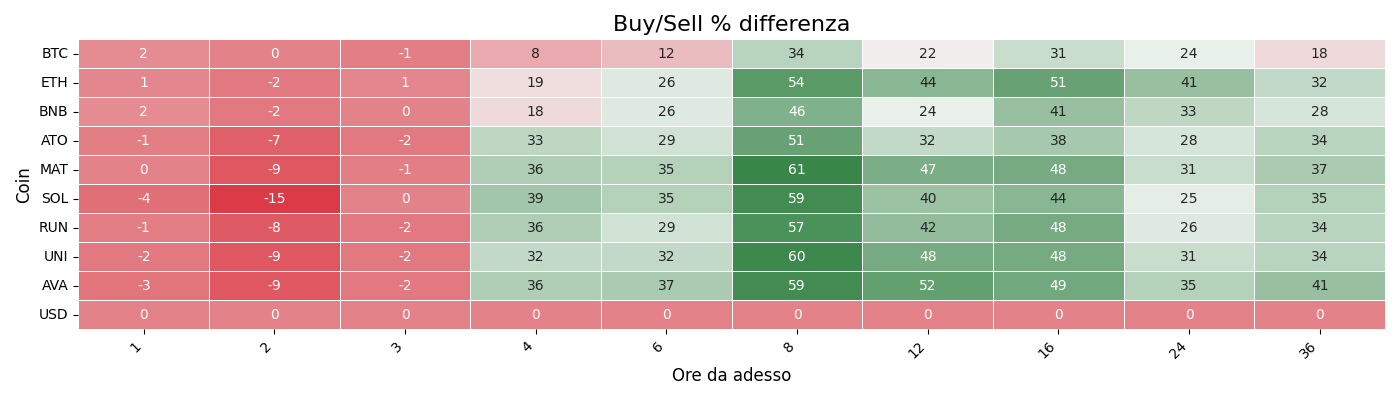 Buy/Sell % differenza
Coin
BTC 2 0 -1 8 12 34 22 31 24 18
ETH 1 -2 1 19 26 54 44 51 41 32
BNB 2 -2 0 18 26 46 24 41 33 28
ATO -1 -7 -2 33 29 51 32 38 28 34
MAT 0 -9 -1 36 35 61 47 48 31 37
SOL -4 -15 0 39 35 59 40 44 25 35
RUN -1 -8 -2 36 29 57 42 48 26 34
UNI -2 -9 -2 32 32 60 48 48 31 34
AVA -3 -9 -2 36 37 59 52 49 35 41
USD 0 0 0 0 0 0 0 0 0 0
1 2 3 4 6 8 12 16 24 36
Ore da adesso